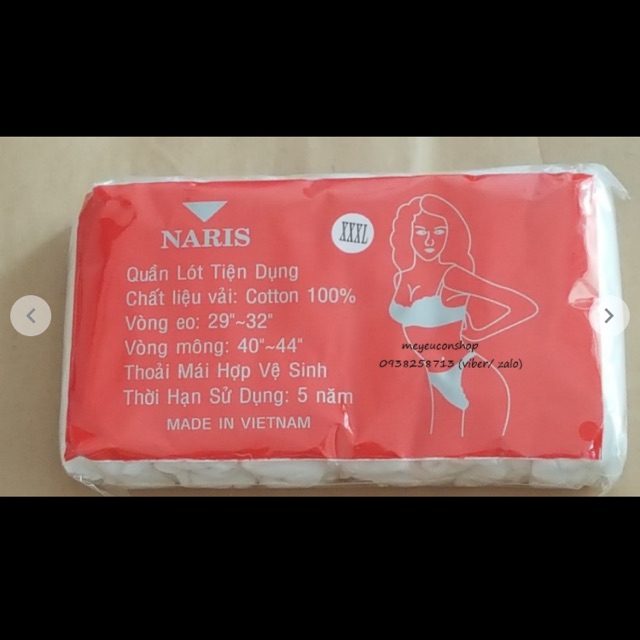 NARIS
XXXL
Quần Lót Tiện Dụng
Chất liệu vải: Cotton 100%
Vòng eo: 29"~32"
Vòng mông: 40"~44"
Thoải Mái Hợp Vệ Sinh
Thời Hạn Sử Dụng: 5 năm
MADE IN VIETNAM
meyeuconshop
0938258713 (viber/ zalo)